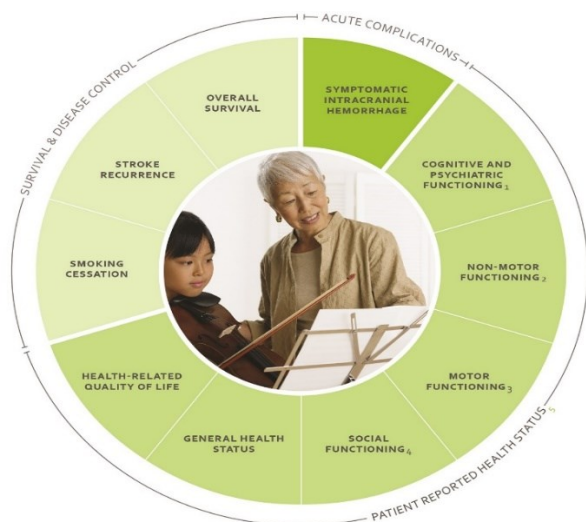 ACUTE COMPLICATIONS
SYMPTOMATIC
INTRACRANIAL
HEMORRHAGE
COGNITIVE AND
PSYCHIATRIC
FUNCTIONING₁
NON-MOTOR
FUNCTIONING₂
MOTOR
FUNCTIONING₃
SOCIAL
FUNCTIONING₄
GENERAL HEALTH
STATUS
HEALTH-RELATED
QUALITY OF LIFE
PATIENT REPORTED HEALTH STATUS₅
SMOKING
CESSATION
STROKE
RECURRENCE
OVERALL
SURVIVAL
SURVIVAL & DISEASE CONTROL